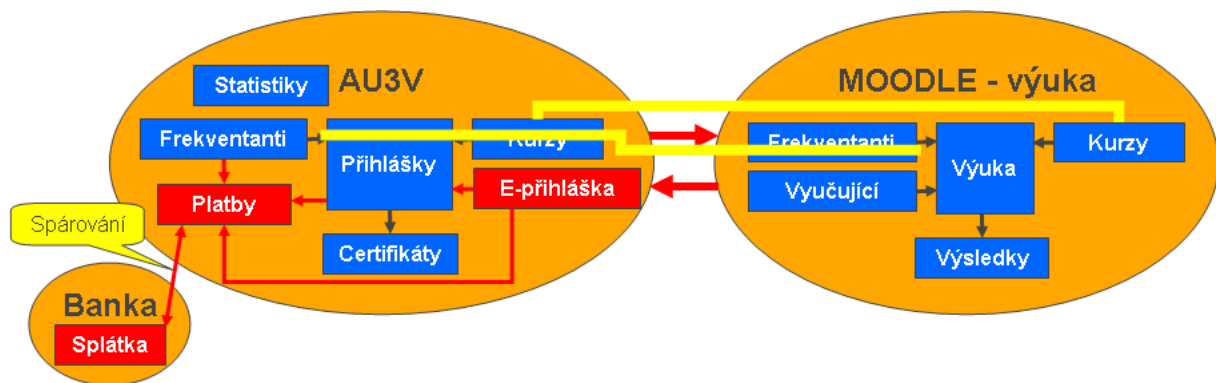 AU3V
Statistiky
Frekventanti
Přihlášky
Kurzy
Platby
E-přihláška
Certifikáty
Spárování
Banka
Splátka
MOODLE - výuka
Frekventanti
Výuka
Kurzy
Vyučující
Výsledky